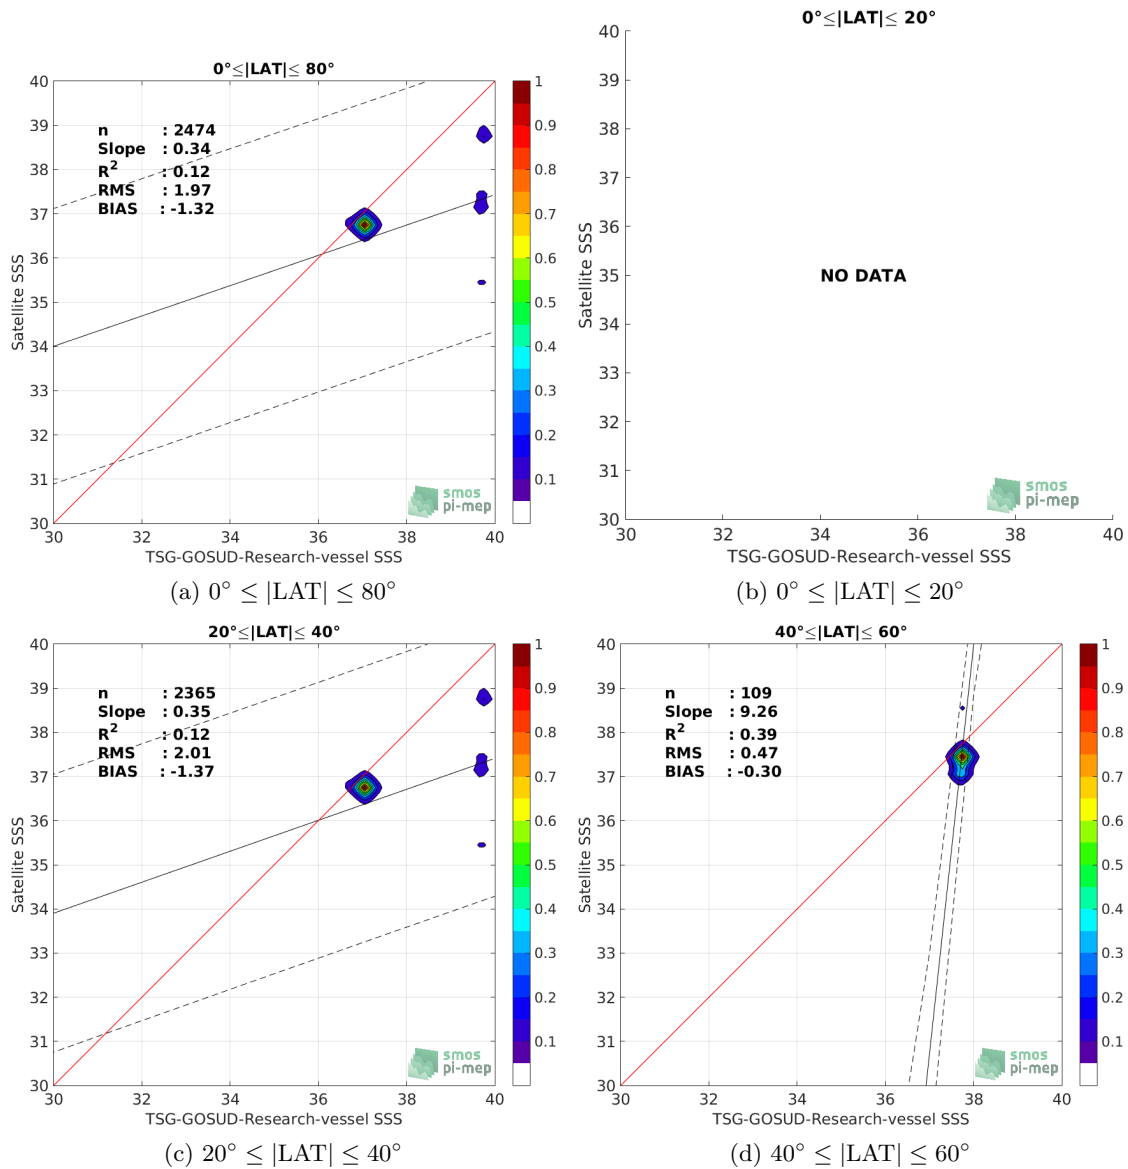 0°≤|LAT|≤ 80°
n : 2474
Slope : 0.34
R2 : 0.12
RMS : 1.97
BIAS : -1.32
40
39
38
37
36
35
34
33
32
31
30
30 32 34 36 38 40
Satellite SSS
TSG-GOSUD-Research-vessel SSS
1
0.9
0.8
0.7
0.6
0.5
0.4
0.3
0.2
0.1
smos
pi-mep
(a) 0° ≤ |LAT| ≤ 80°
0°≤|LAT|≤ 20°
40
39
38
37
36
35
34
33
32
31
30
30 32 34 36 38 40
Satellite SSS
NO DATA
TSG-GOSUD-Research-vessel SSS
smos
pi-mep
(b) 0° ≤ |LAT| ≤ 20°
20°≤|LAT|≤ 40°
n : 2365
Slope : 0.35
R2 : 0.12
RMS : 2.01
BIAS : -1.37
40
39
38
37
36
35
34
33
32
31
30
30 32 34 36 38 40
Satellite SSS
TSG-GOSUD-Research-vessel SSS
1
0.9
0.8
0.7
0.6
0.5
0.4
0.3
0.2
0.1
smos
pi-mep
(c) 20° ≤ |LAT| ≤ 40°
40°≤|LAT|≤ 60°
n : 109
Slope : 9.26
R2 : 0.39
RMS : 0.47
BIAS : -0.30
40
39
38
37
36
35
34
33
32
31
30
30 32 34 36 38 40
Satellite SSS
TSG-GOSUD-Research-vessel SSS
1
0.9
0.8
0.7
0.6
0.5
0.4
0.3
0.2
0.1
smos
pi-mep
(d) 40° ≤ |LAT| ≤ 60°